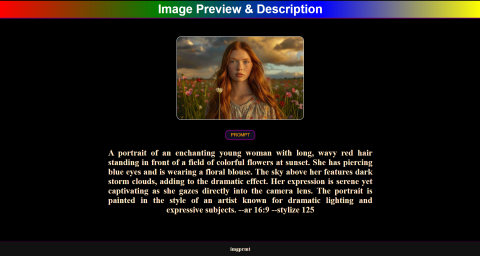 Image Preview & Description
PROMPT
A portrait of an enchanting young woman with long, wavy red hair
standing in front of a field of colorful flowers at sunset. She has piercing
blue eyes and is wearing a floral blouse. The sky above her features dark
storm clouds, adding to the dramatic effect. Her expression is serene yet
captivating as she gazes directly into the camera lens. The portrait is
painted in the style of an artist known for dramatic lighting and
expressive subjects. --ar 16:9 --stylize 125